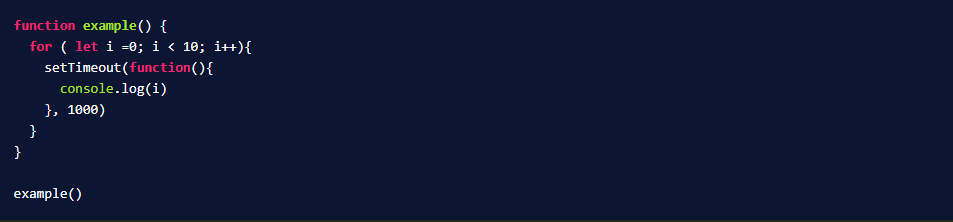 function example() {
  for ( let i =0; i < 10; i++){
    setTimeout(function(){
      console.log(i)
    }, 1000)
  }
}

example()